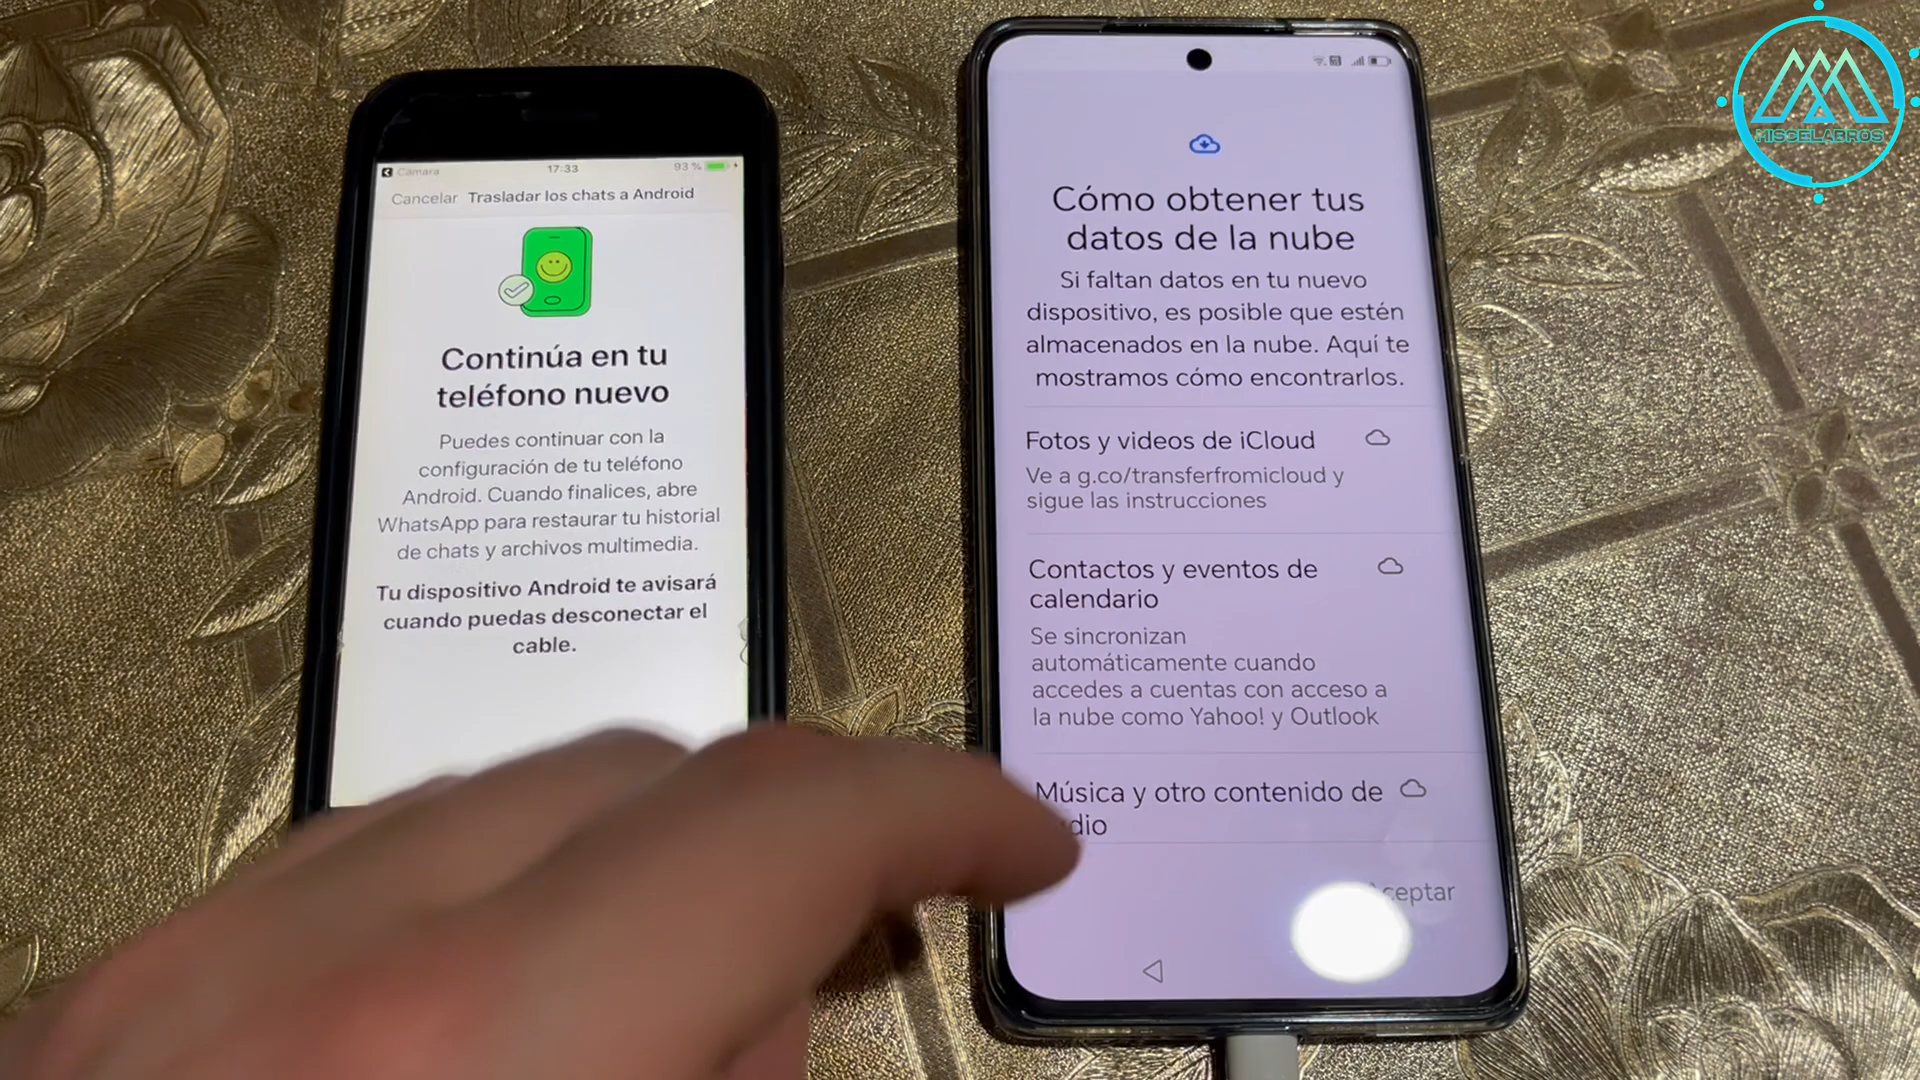 Cámara
17:33
93 %
Cancelar Trasladar los chats a Android
Continúa en tu
teléfono nuevo
Puedes continuar con la
configuración de tu teléfono
Android. Cuando finalices, abre
WhatsApp para restaurar tu historial
de chats y archivos multimedia.
Tu dispositivo Android te avisará
cuando puedas desconectar el
cable.
Cómo obtener tus
datos de la nube
Si faltan datos en tu nuevo
dispositivo, es posible que estén
almacenados en la nube. Aquí te
mostramos cómo encontrarlos.
Fotos y videos de iCloud
Ve a g.co/transferfromicloud y
sigue las instrucciones
Contactos y eventos de
calendario
Se sincronizan
automáticamente cuando
accedes a cuentas con acceso a
la nube como Yahoo! y Outlook
Música y otro contenido de
dio
Aceptar
MISCELABROS